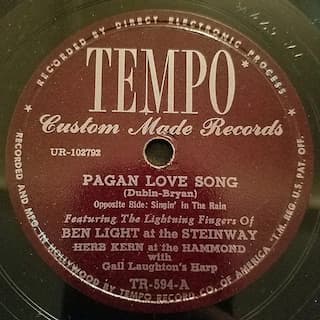 RECORDED BY DIRECT ELECTRONIC PROCESS
TEMPO
Custom Made Records
UR-102792
PAGAN LOVE SONG
(Dubin-Bryan)
Opposite Side: Singin' In The Rain
Featuring The Lightning Fingers Of
BEN LIGHT at the STEINWAY
HERB KERN at the HAMMOND
with
Gail Laughton's Harp
TR-594-A
RECORDED AND MFG. IN HOLLYWOOD BY TEMPO RECORD CO. OF AMERICA "T.M. REG. U.S. PAT. OFF.